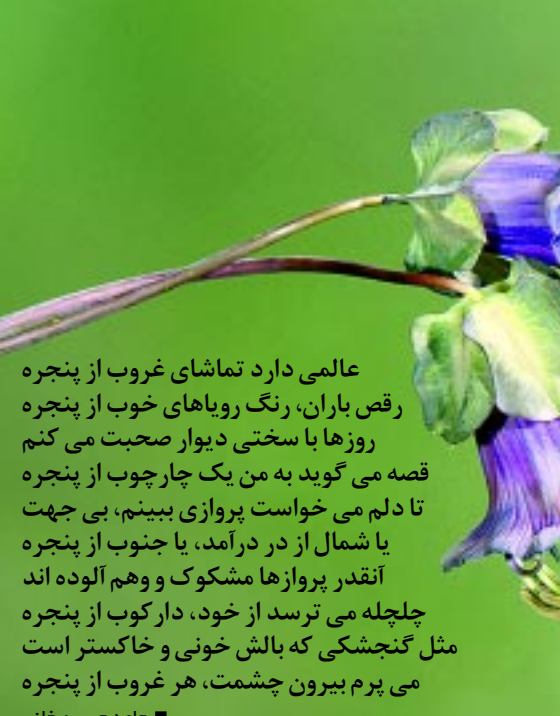 عالمی دارد تماشای غروب از پنجره
رقص باران، رنگ رویاهای خوب از پنجره
روزها با سختی دیوار صحبت می کنم
قصه می گوید به من یک چارچوب از پنجره
تا دلم می خواست پروازی ببینم، بی جهت
یا شمال از در درآمد، یا جنوب از پنجره
آنقدر پروازها مشکوک و وهم آلوده اند
چلچله می ترسد از خود، دارکوب از پنجره
مثل گنجشکی که بالش خونی و خاکستر است
می پرم بیرون چشمت، هر غروب از پنجره